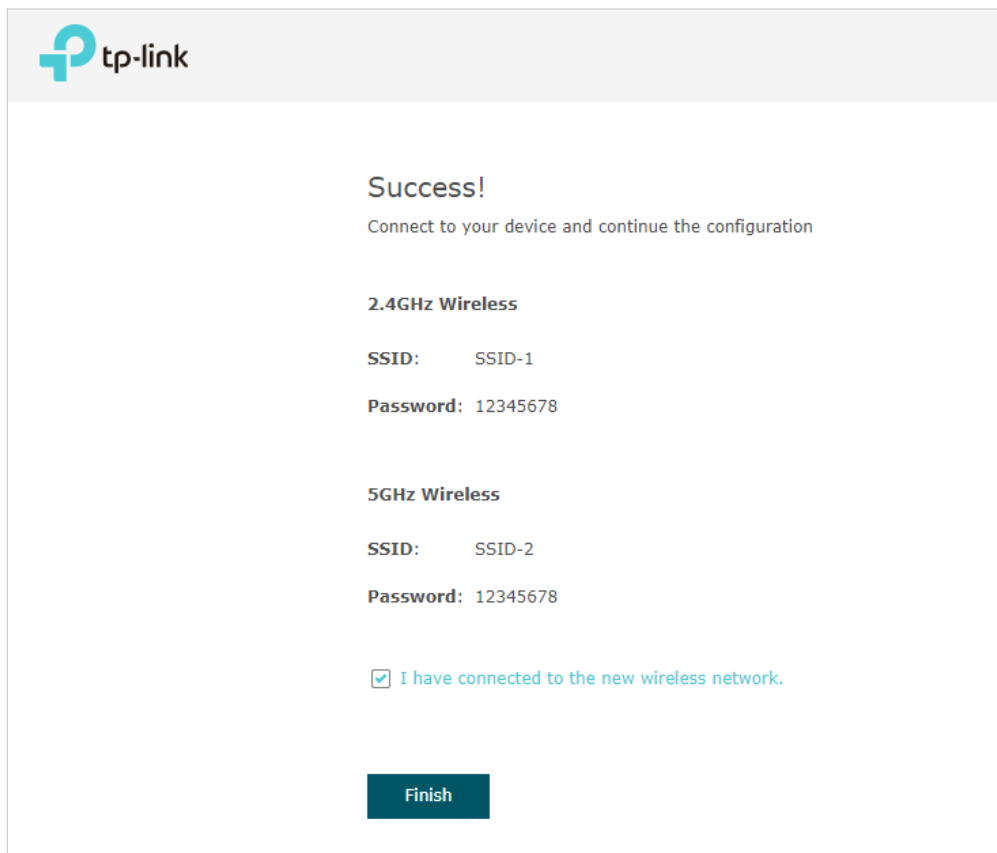 tp-link
Success!
Connect to your device and continue the configuration
2.4GHz Wireless
SSID: SSID-1
Password: 12345678
5GHz Wireless
SSID: SSID-2
Password: 12345678
I have connected to the new wireless network.
Finish